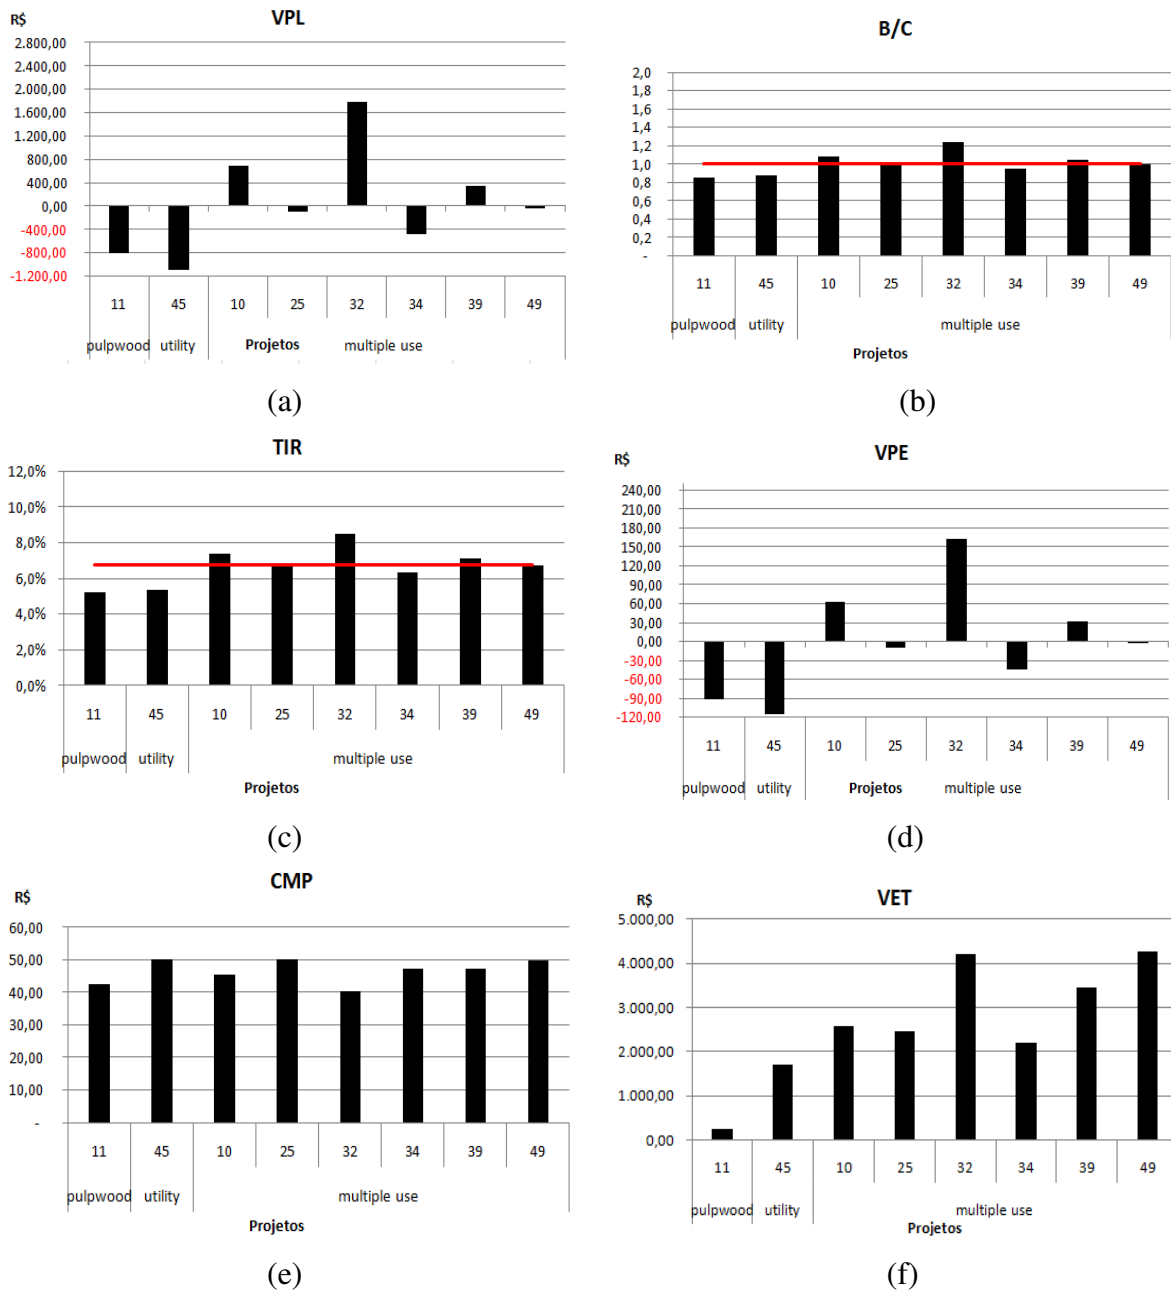 VPL
R$
2.800,00
2.400,00
2.000,00
1.600,00
1.200,00
800,00
400,00
0,00
-400,00
-800,00
-1.200,00
11 45 10 25 32 34 39 49
pulpwood utility multiple use
Projetos
(a)
B/C
2,0
1,8
1,6
1,4
1,2
1,0
0,8
0,6
0,4
0,2
-
11 45 10 25 32 34 39 49
pulpwood utility multiple use
Projetos
(b)
TIR
12,0%
10,0%
8,0%
6,0%
4,0%
2,0%
0,0%
11 45 10 25 32 34 39 49
pulpwood utility multiple use
Projetos
(c)
VPE
R$
240,00
210,00
180,00
150,00
120,00
90,00
60,00
30,00
0,00
-30,00
-60,00
-90,00
-120,00
11 45 10 25 32 34 39 49
pulpwood utility multiple use
Projetos
(d)
CMP
R$
60,00
50,00
40,00
30,00
20,00
10,00
-
11 45 10 25 32 34 39 49
pulpwood utility multiple use
Projetos
(e)
VET
R$
5.000,00
4.000,00
3.000,00
2.000,00
1.000,00
0,00
11 45 10 25 32 34 39 49
pulpwood utility multiple use
Projetos
(f)